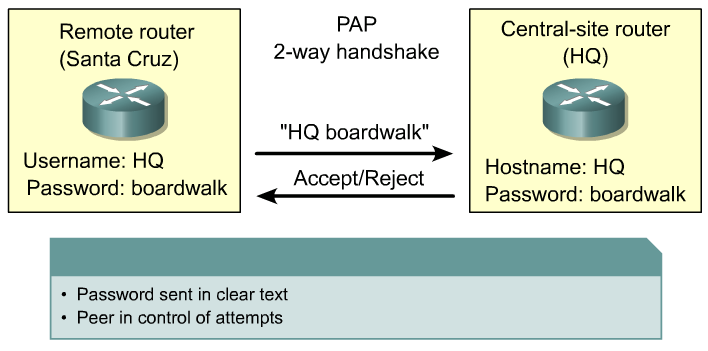 Remote router
(Santa Cruz)
Username: HQ
Password: boardwalk
PAP
2-way handshake
"HQ boardwalk"
Accept/Reject
Central-site router
(HQ)
Hostname: HQ
Password: boardwalk
• Password sent in clear text
• Peer in control of attempts